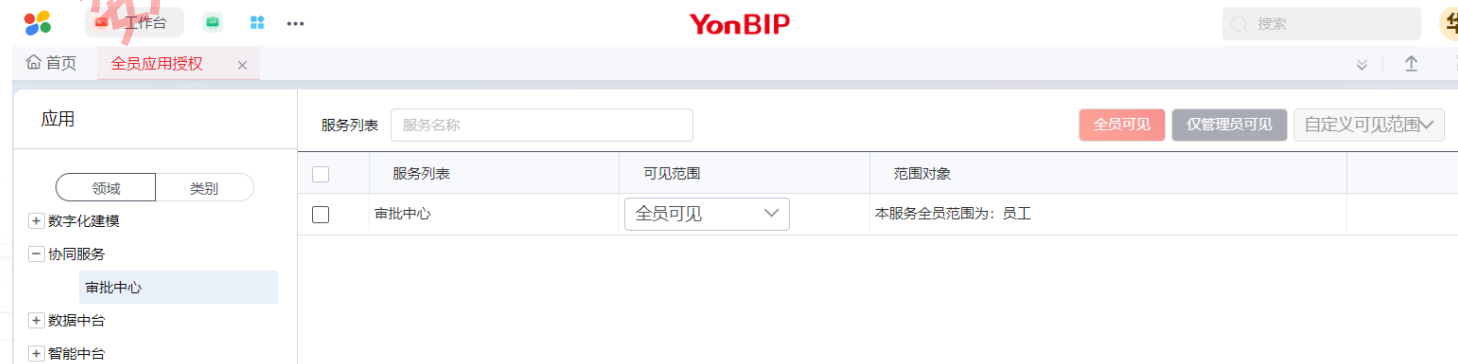 工作台
YonBIP
搜索
首页 全员应用授权
应用
服务列表 服务名称 全员可见 仅管理员可见 自定义可见范围
领域 类别
服务列表 可见范围 范围对象
数字化建模
审批中心 全员可见 本服务全员范围为：员工
协同服务
审批中心
数据中台
智能中台